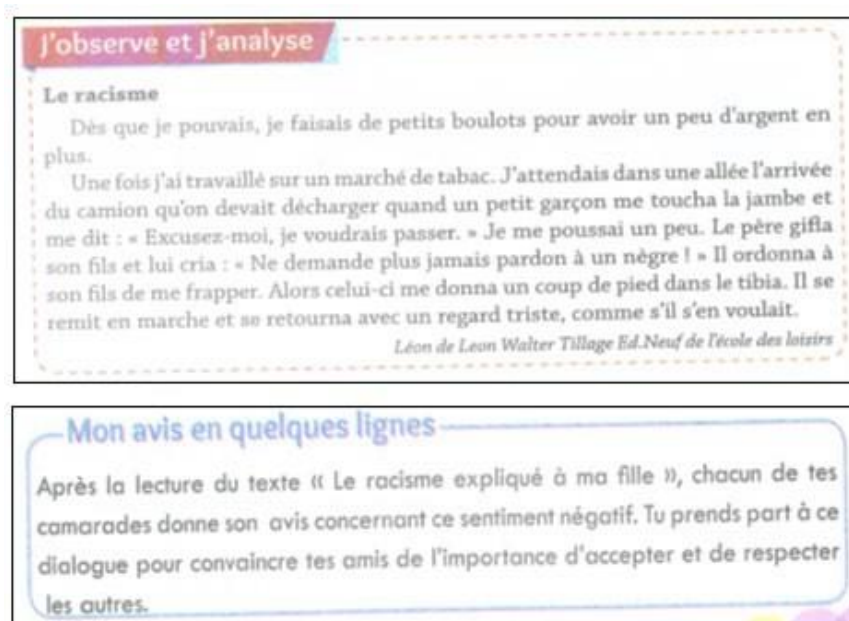 J'observe et j'analyse
Le racisme
Dès que je pouvais, je faisais de petits boulots pour avoir un peu d'argent en
plus.
Une fois j'ai travaillé sur un marché de tabac. J'attendais dans une allée l'arrivée
du camion qu'on devait décharger quand un petit garçon me toucha la jambe et
me dit : « Excusez-moi, je voudrais passer. » Je me poussai un peu. Le père gifla
son fils et lui cria : « Ne demande plus jamais pardon à un nègre ! » Il ordonna à
son fils de me frapper. Alors celui-ci me donna un coup de pied dans le tibia. Il se
remit en marche et se retourna avec un regard triste, comme s'il s'en voulait.
Léon de Leon Walter Tillage Ed.Neuf de l'école des loisirs
Mon avis en quelques lignes
Après la lecture du texte « Le racisme expliqué à ma fille », chacun de tes
camarades donne son avis concernant ce sentiment négatif. Tu prends part à ce
dialogue pour convaincre tes amis de l'importance d'accepter et de respecter
les autres.